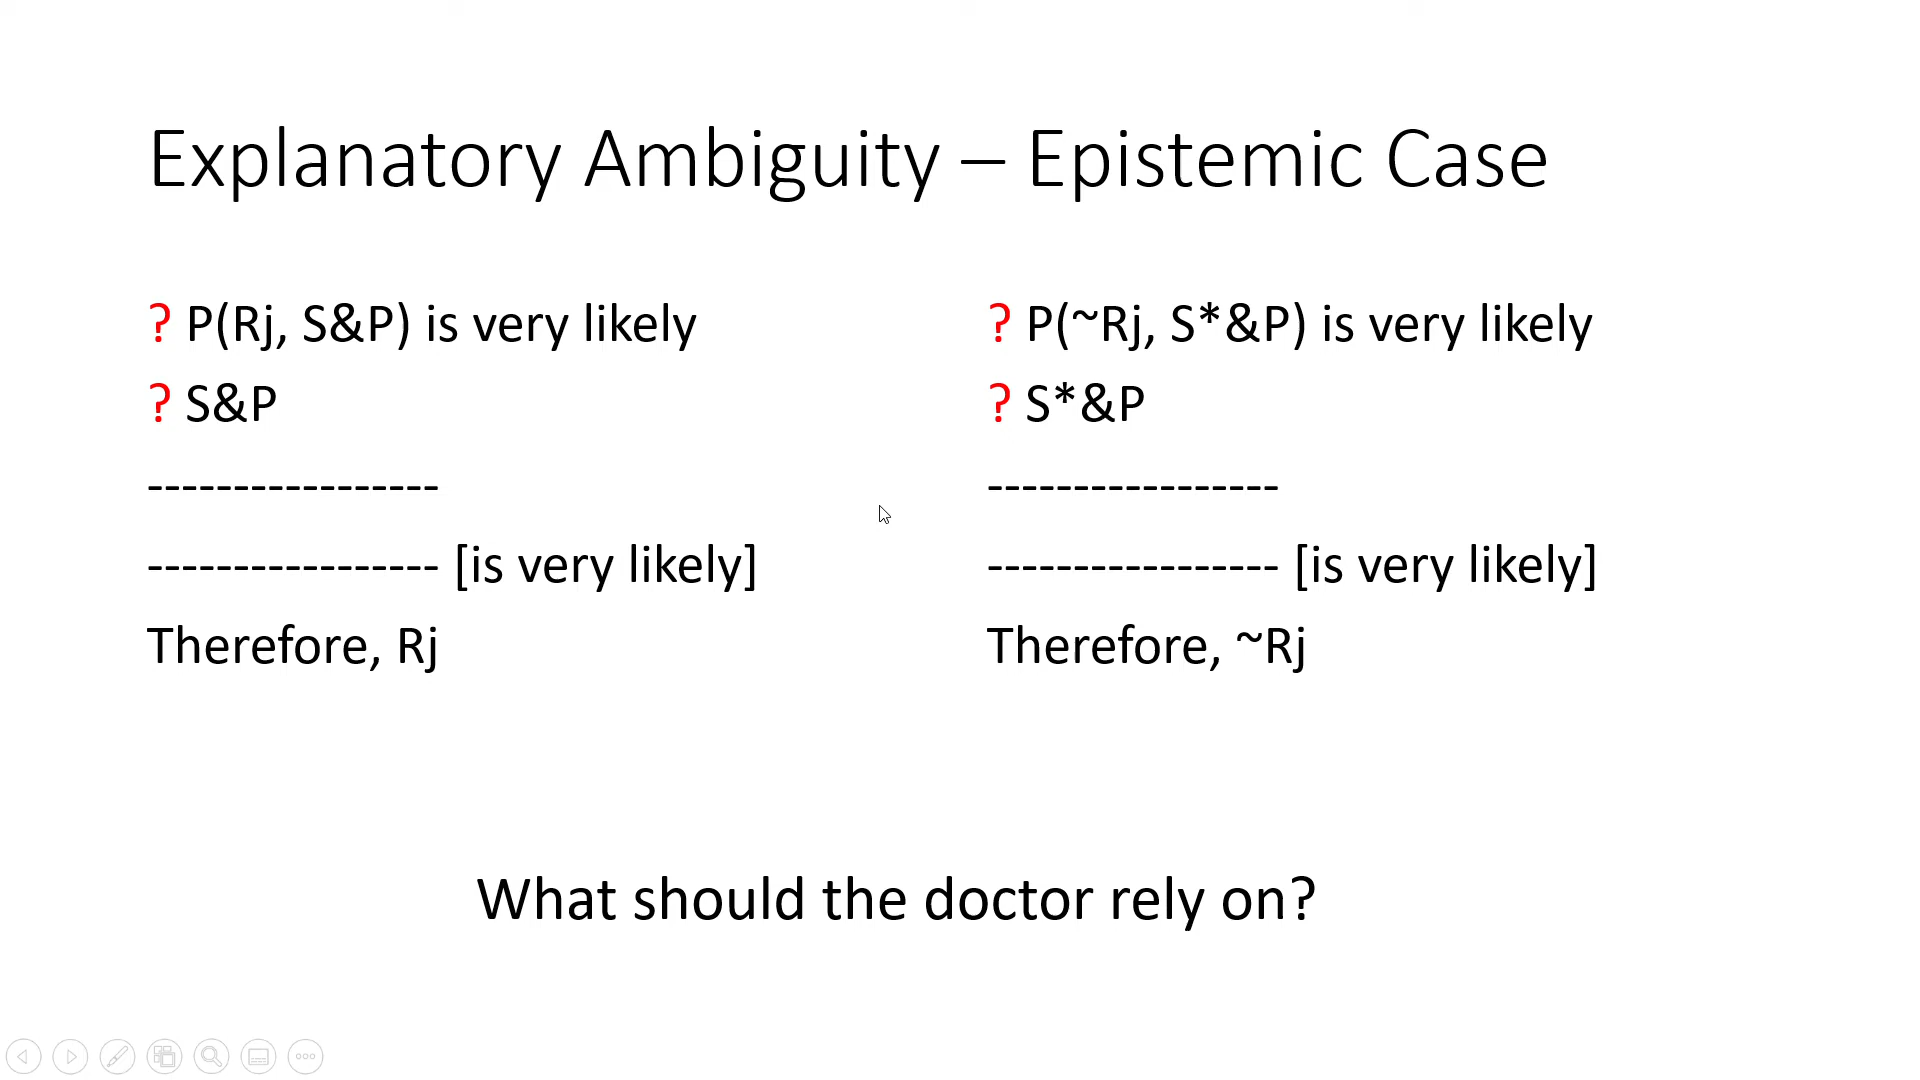 Explanatory Ambiguity – Epistemic Case
? P(Rj, S&P) is very likely
? S&P
-----------------
----------------- [is very likely]
Therefore, Rj
? P(~Rj, S*&P) is very likely
? S*&P
-----------------
----------------- [is very likely]
Therefore, ~Rj
What should the doctor rely on?